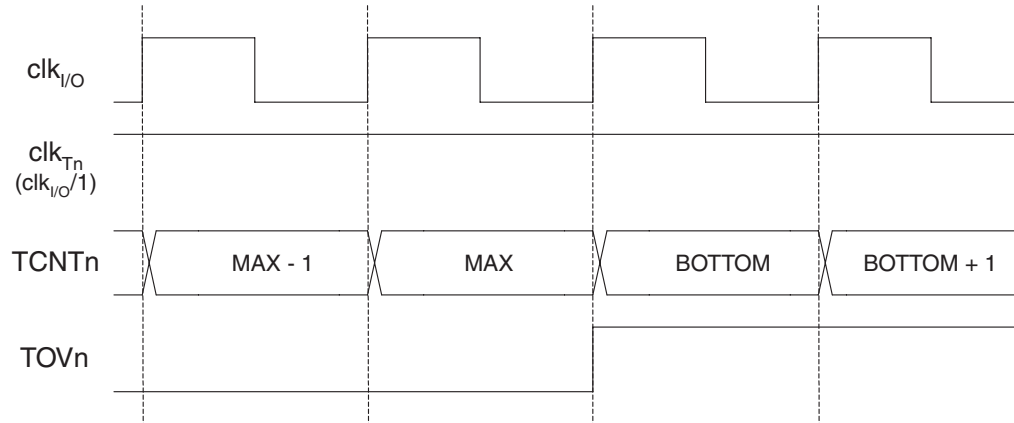 clkI/O
clkTn
(clkI/O/1)
TCNTn
MAX - 1
MAX
BOTTOM
BOTTOM + 1
TOVn